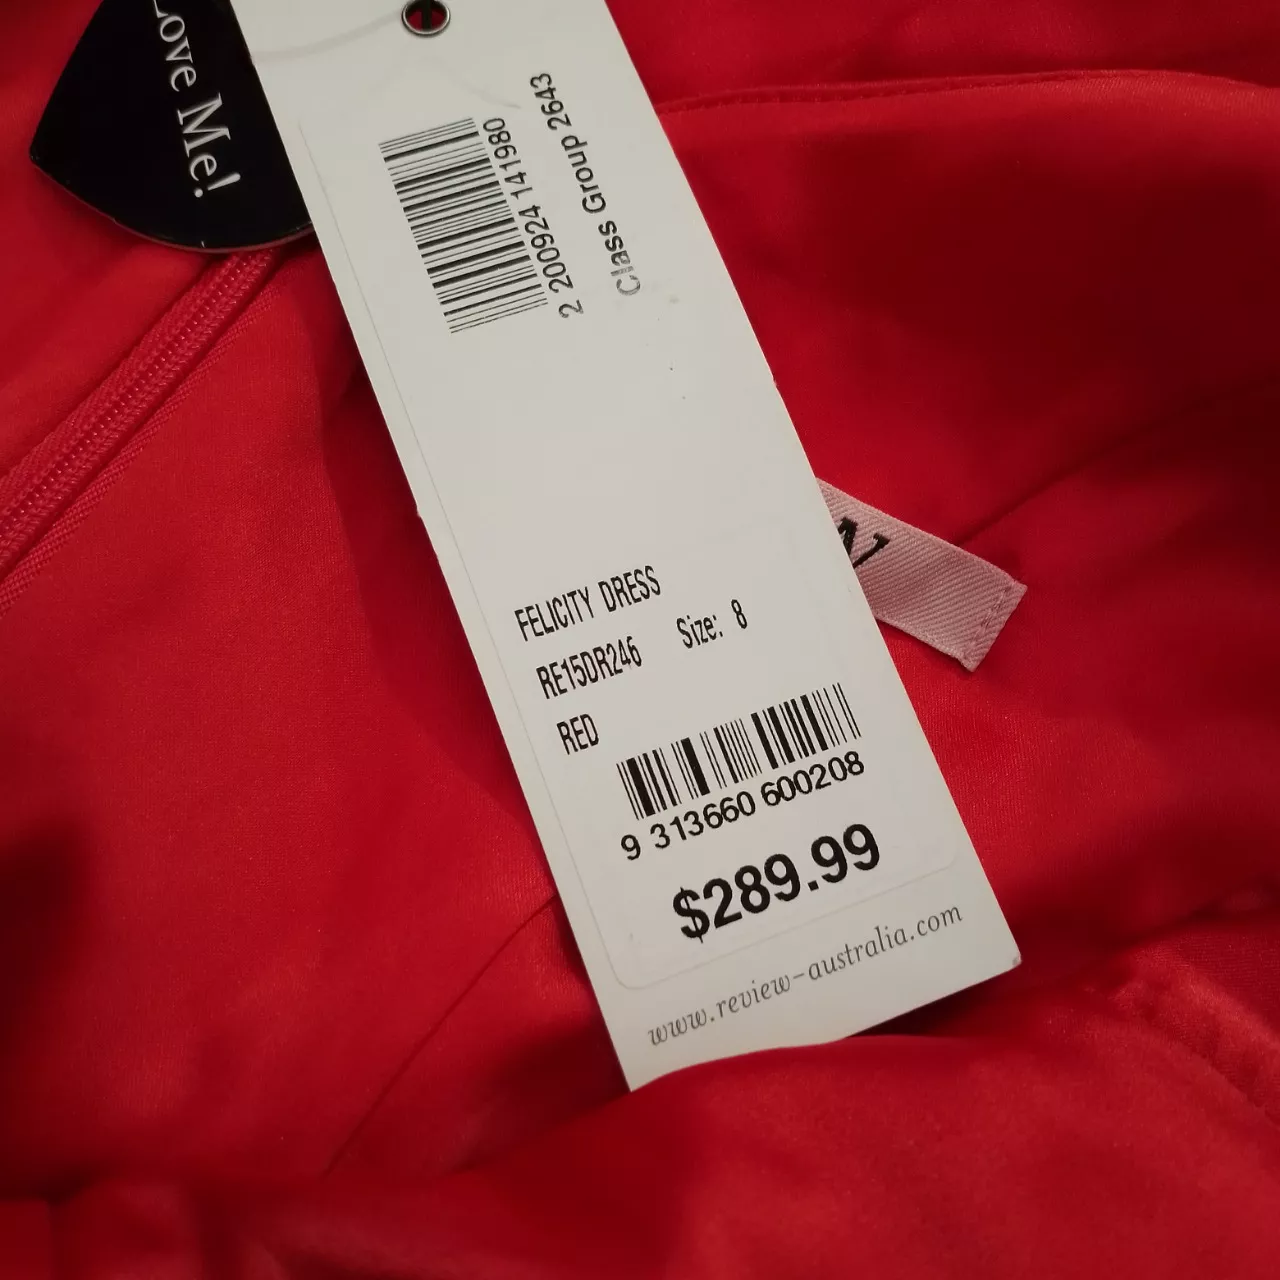 Love Me!
Class Group 2643
2 200924 141980
FELICITY DRESS
RE15DR246 Size: 8
RED
9 313660 600208
$289.99
www.review-australia.com
W